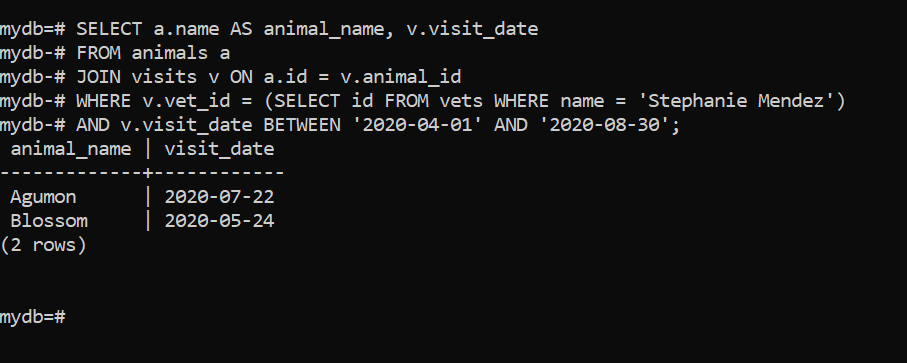 mydb=# SELECT a.name AS animal_name, v.visit_date
mydb-# FROM animals a
mydb-# JOIN visits v ON a.id = v.animal_id
mydb-# WHERE v.vet_id = (SELECT id FROM vets WHERE name = 'Stephanie Mendez')
mydb-# AND v.visit_date BETWEEN '2020-04-01' AND '2020-08-30';
 animal_name | visit_date
-------------+------------
 Agumon      | 2020-07-22
 Blossom     | 2020-05-24
(2 rows)
mydb=#